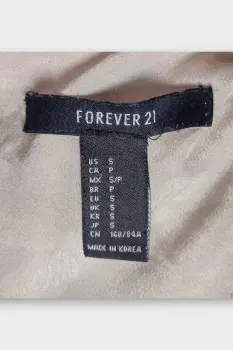 FOREVER 21
US S
CA P
MX S/P
BR P
EU S
UK S
KR S
JP S
CN 160/84A
MADE IN KOREA